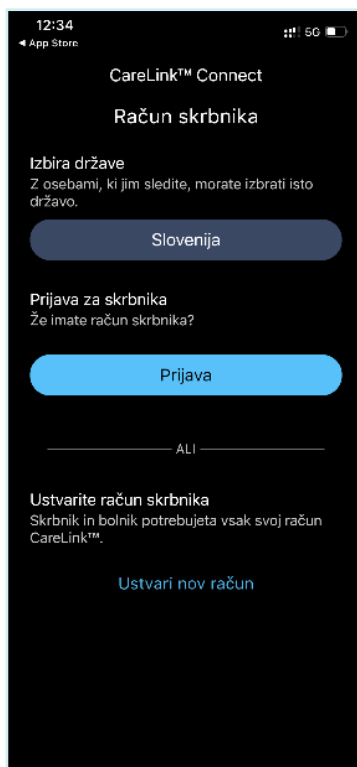 12:34
5G
◀ App Store
CareLink™ Connect
Račun skrbnika
Izbira države
Z osebami, ki jim sledite, morate izbrati isto
državo.
Slovenija
Prijava za skrbnika
Že imate račun skrbnika?
Prijava
ALI
Ustvarite račun skrbnika
Skrbnik in bolnik potrebujeta vsak svoj račun
CareLink™.
Ustvari nov račun